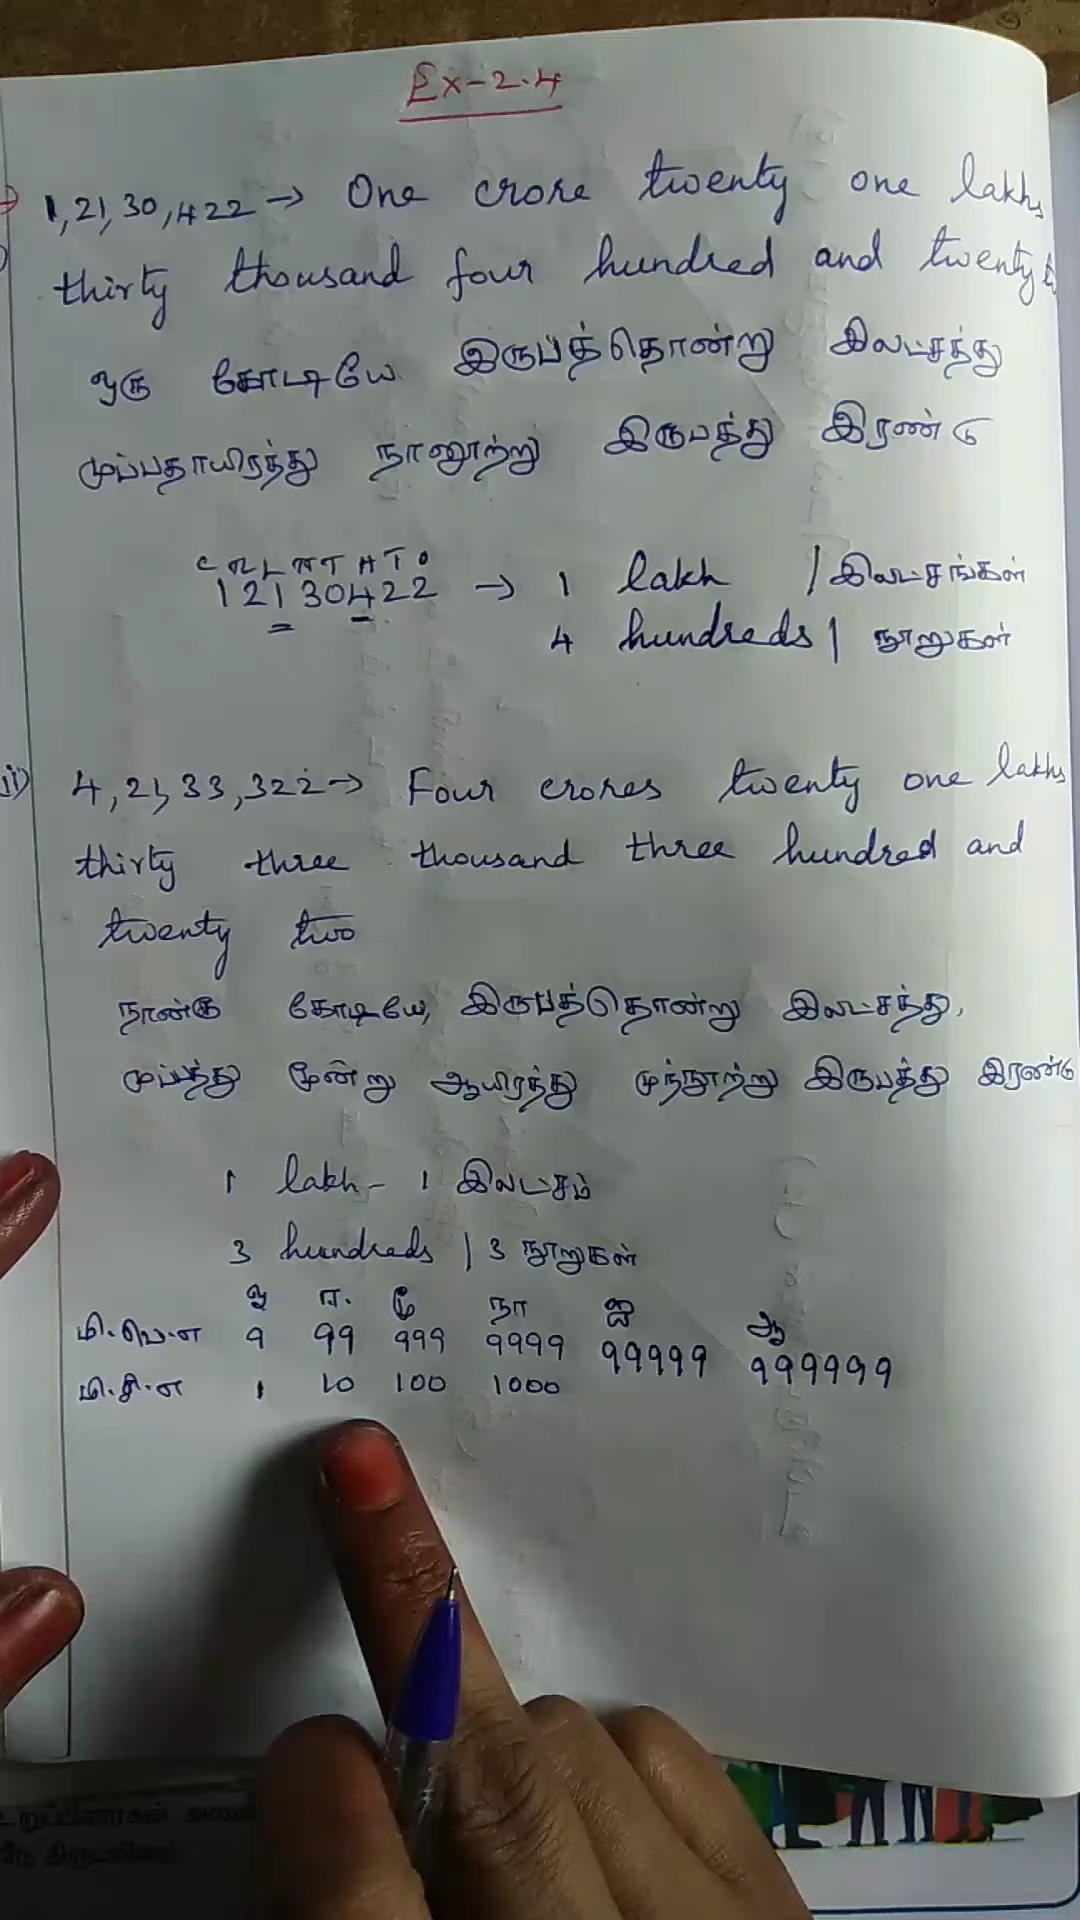 Ex-2.4
1,21,30,422 → One crore twenty one lakhs
thirty thousand four hundred and twenty
ஒரு கோடியே இருபத்தொன்று இலட்சத்து
முப்பதாயிரத்து நானூற்று இருபத்து இரண்டு
C TL L TT T H T O
12130422 → 1 lakh / இலட்சங்கள்
4 hundreds | நூறுகள்
ii) 4,21,33,322 → Four crores twenty one lakhs
thirty three thousand three hundred and
twenty two
நான்கு கோடியே, இருபத்தொன்று இலட்சத்து,
முப்பத்து மூன்று ஆயிரத்து முந்நூற்று இருபத்து இரண்டு
1 lakh - 1 இலட்சம்
3 hundreds | 3 நூறுகள்
ஒ ஈ. மூ நா ஐ ஆ
மி.பெ.எ 9 99 999 9999 99999 999999
மி.சி.எ 1 10 100 1000